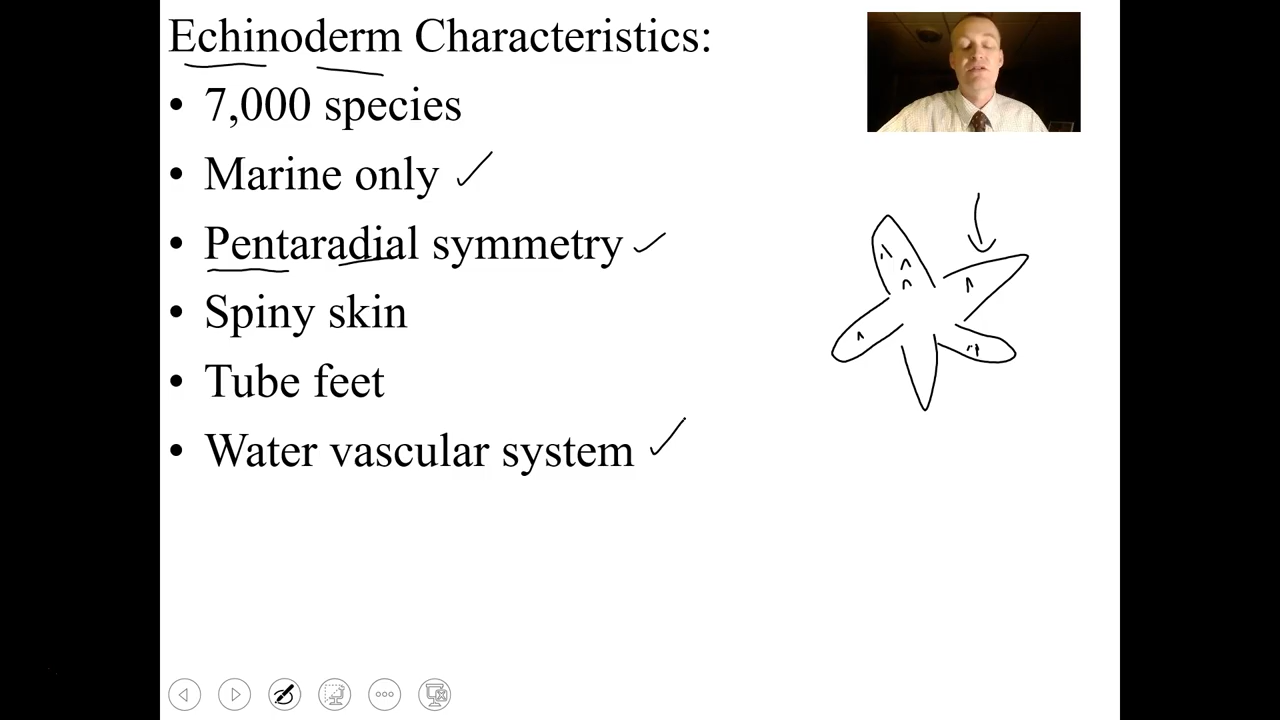 Echinoderm Characteristics:
• 7,000 species
• Marine only
• Pentaradial symmetry
• Spiny skin
• Tube feet
• Water vascular system